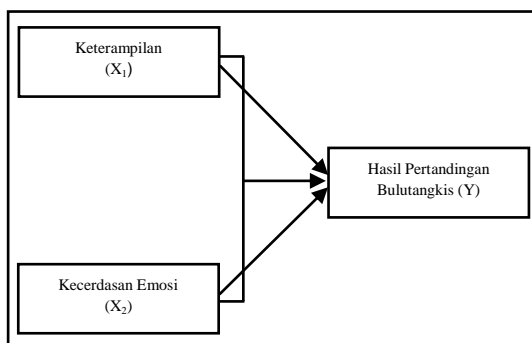 Keterampilan
(X₁)
Hasil Pertandingan
Bulutangkis (Y)
Kecerdasan Emosi
(X₂)